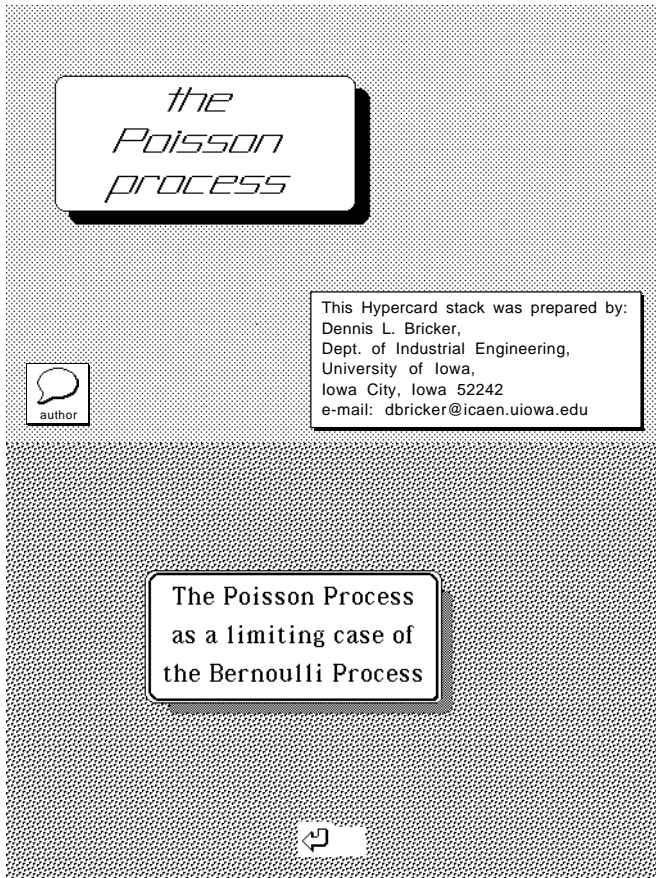 the
Poisson
process
This Hypercard stack was prepared by:
Dennis L. Bricker,
Dept. of Industrial Engineering,
University of Iowa,
Iowa City, Iowa 52242
e-mail: dbricker@icaen.uiowa.edu
author
The Poisson Process
as a limiting case of
the Bernoulli Process